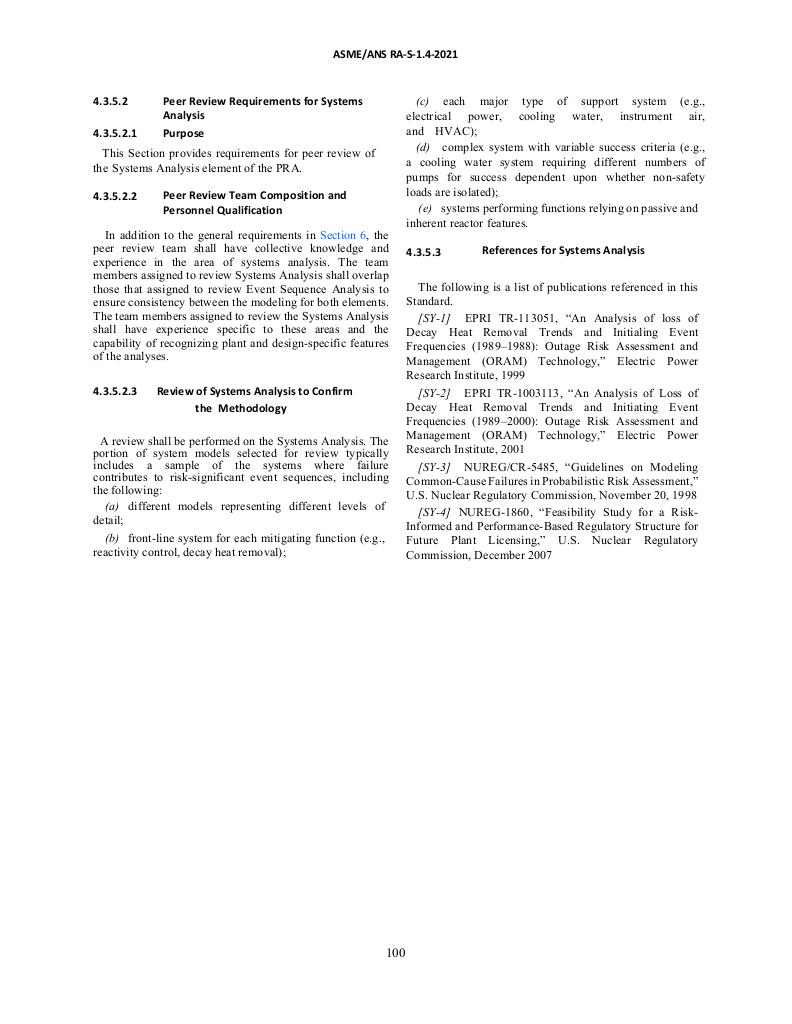 ASME/ANS RA-S-1.4-2021
4.3.5.2 Peer Review Requirements for Systems
Analysis
4.3.5.2.1 Purpose
This Section provides requirements for peer review of
the Systems Analysis element of the PRA.
4.3.5.2.2 Peer Review Team Composition and
Personnel Qualification
In addition to the general requirements in Section 6, the
peer review team shall have collective knowledge and
experience in the area of systems analysis. The team
members assigned to review Systems Analysis shall overlap
those that assigned to review Event Sequence Analysis to
ensure consistency between the modeling for both elements.
The team members assigned to review the Systems Analysis
shall have experience specific to these areas and the
capability of recognizing plant and design-specific features
of the analyses.
4.3.5.2.3 Review of Systems Analysis to Confirm
the Methodology
A review shall be performed on the Systems Analysis. The
portion of system models selected for review typically
includes a sample of the systems where failure
contributes to risk-significant event sequences, including
the following:
(a) different models representing different levels of
detail;
(b) front-line system for each mitigating function (e.g.,
reactivity control, decay heat removal);
(c) each major type of support system (e.g.,
electrical power, cooling water, instrument air,
and HVAC);
(d) complex system with variable success criteria (e.g.,
a cooling water system requiring different numbers of
pumps for success dependent upon whether non-safety
loads are isolated);
(e) systems performing functions relying on passive and
inherent reactor features.
4.3.5.3 References for Systems Analysis
The following is a list of publications referenced in this
Standard.
[SY-1] EPRI TR-113051, “An Analysis of loss of
Decay Heat Removal Trends and Initialing Event
Frequencies (1989–1988): Outage Risk Assessment and
Management (ORAM) Technology,” Electric Power
Research Institute, 1999
[SY-2] EPRI TR-1003113, “An Analysis of Loss of
Decay Heat Removal Trends and Initiating Event
Frequencies (1989–2000): Outage Risk Assessment and
Management (ORAM) Technology,” Electric Power
Research Institute, 2001
[SY-3] NUREG/CR-5485, “Guidelines on Modeling
Common-Cause Failures in Probabilistic Risk Assessment,”
U.S. Nuclear Regulatory Commission, November 20, 1998
[SY-4] NUREG-1860, “Feasibility Study for a Risk-
Informed and Performance-Based Regulatory Structure for
Future Plant Licensing,” U.S. Nuclear Regulatory
Commission, December 2007
100